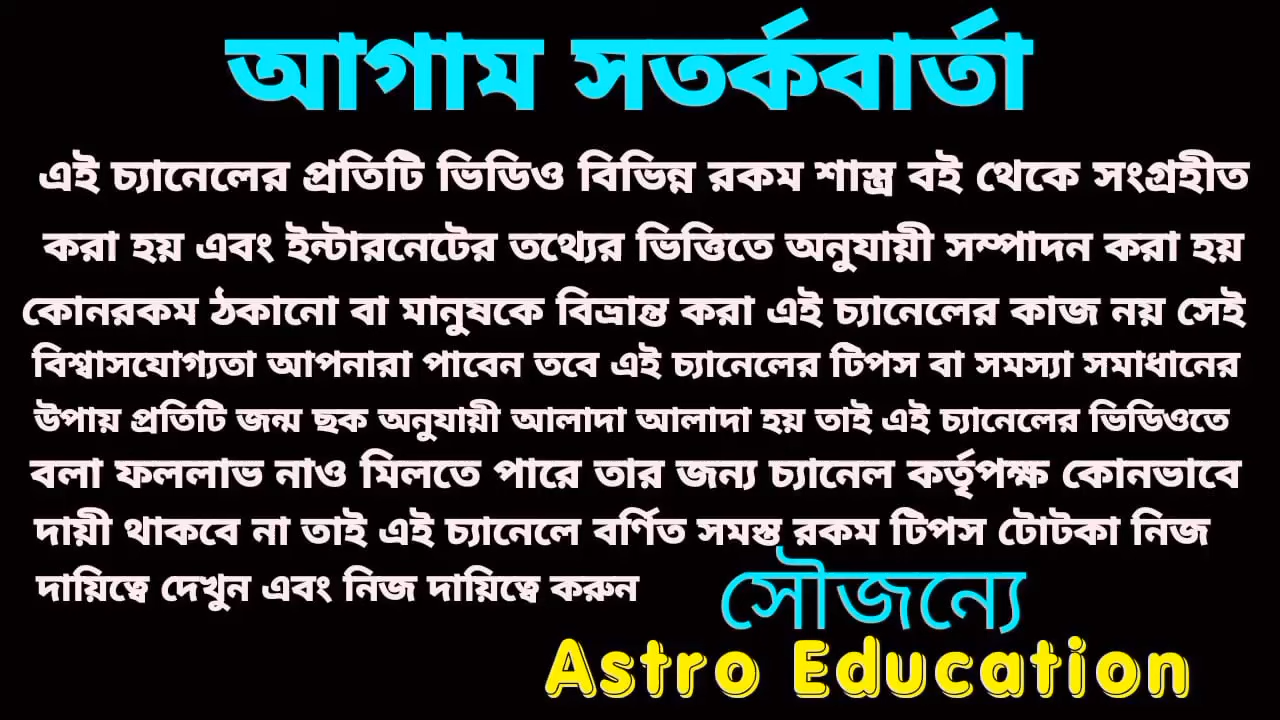 আগাম সতর্কবার্তা
এই চ্যানেলের প্রতিটি ভিডিও বিভিন্ন রকম শাস্ত্র বই থেকে সংগ্রহীত
করা হয় এবং ইন্টারনেটের তথ্যের ভিত্তিতে অনুযায়ী সম্পাদন করা হয়
কোনরকম ঠকানো বা মানুষকে বিভ্রান্ত করা এই চ্যানেলের কাজ নয় সেই
বিশ্বাসযোগ্যতা আপনারা পাবেন তবে এই চ্যানেলের টিপস বা সমস্যা সমাধানের
উপায় প্রতিটি জন্ম ছক অনুযায়ী আলাদা আলাদা হয় তাই এই চ্যানেলের ভিডিওতে
বলা ফললাভ নাও মিলতে পারে তার জন্য চ্যানেল কর্তৃপক্ষ কোনভাবে
দায়ী থাকবে না তাই এই চ্যানেলে বর্ণিত সমস্ত রকম টিপস টোটকা নিজ
দায়িত্বে দেখুন এবং নিজ দায়িত্বে করুন
সৌজন্যে
Astro Education